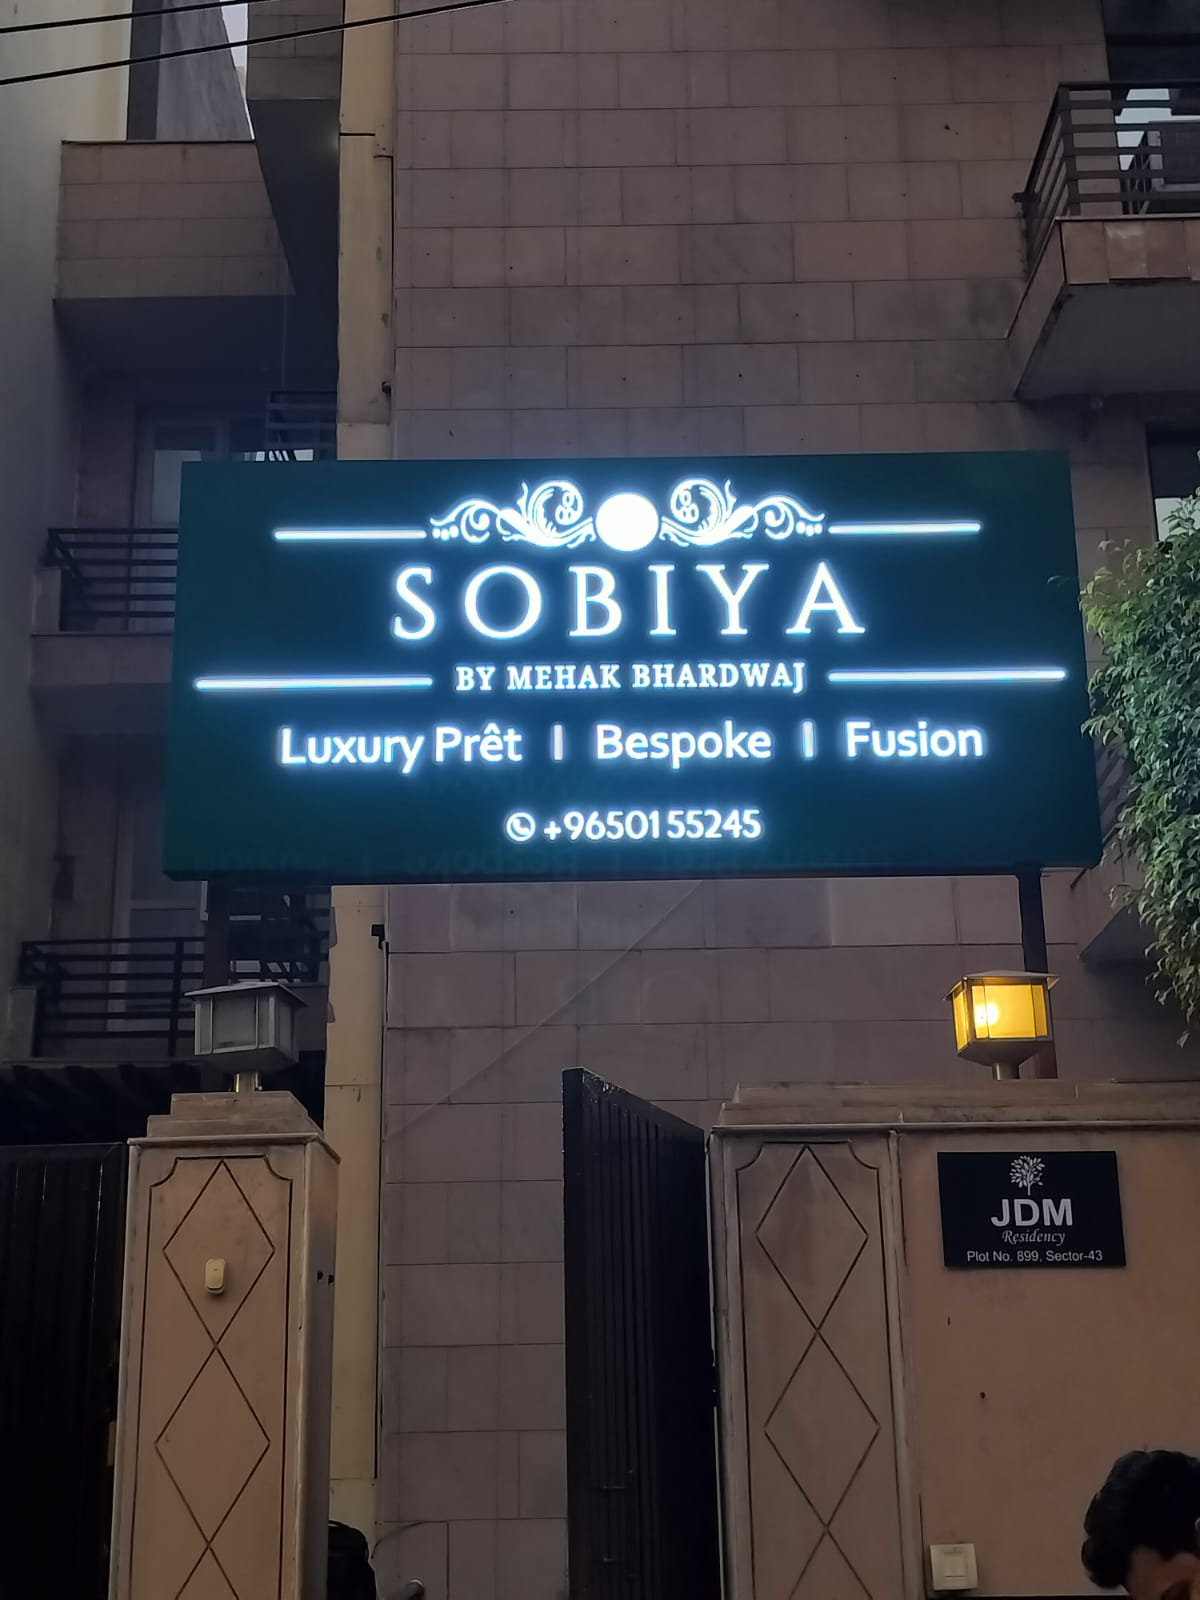 SOBIYA
BY MEHAK BHARDWAJ
Luxury Prêt | Bespoke | Fusion
+9650155245
JDM
Residency
Plot No. 899, Sector-43